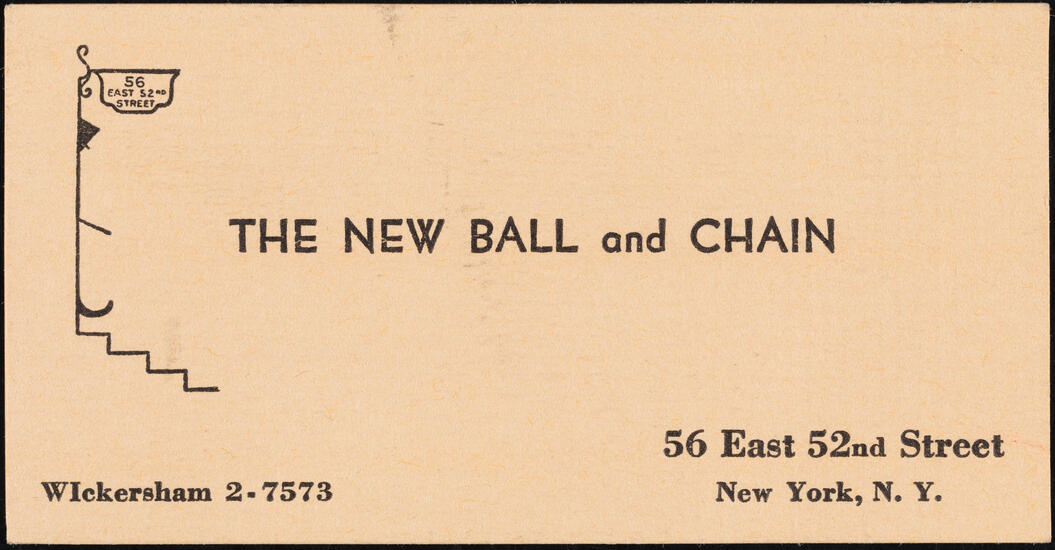 56
EAST 52ND
STREET
THE NEW BALL and CHAIN
56 East 52nd Street
WIckersham 2-7573
New York, N. Y.